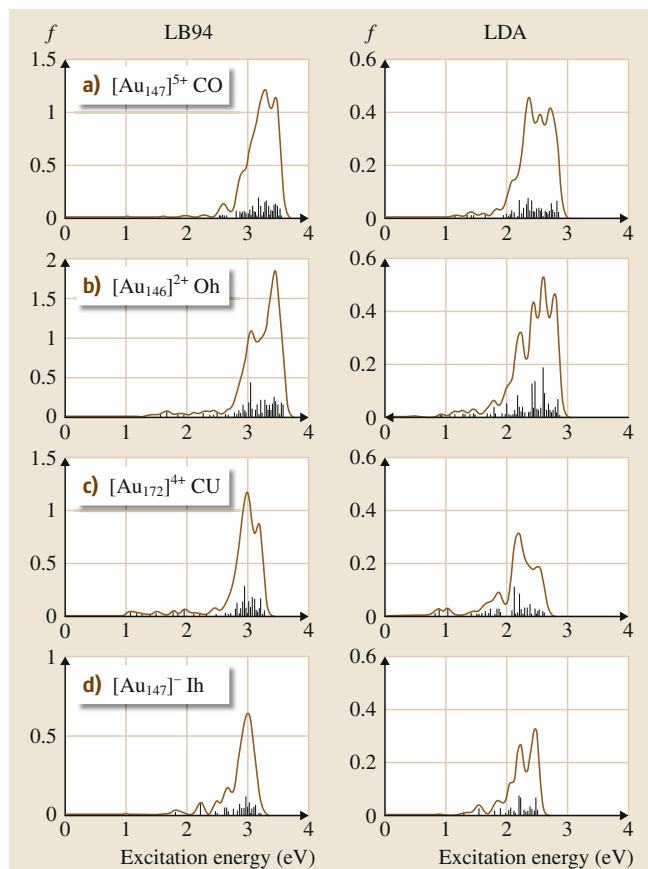 f LB94 f LDA
1.5 0.6
a) [Au₁₄₇]⁵⁺ CO
1 0.4
0.5 0.2
0 0
0 1 2 3 4 0 1 2 3 4
2 0.6
b) [Au₁₄₆]²⁺ Oh
1.5
0.4
1
0.2
0.5
0 0
0 1 2 3 4 0 1 2 3 4
1.5 0.6
c) [Au₁₇₂]⁴⁺ CU
1 0.4
0.5 0.2
0 0
0 1 2 3 4 0 1 2 3 4
1 0.6
d) [Au₁₄₇]⁻ Ih
0.4
0.5
0.2
0 0
0 1 2 3 4 0 1 2 3 4
Excitation energy (eV) Excitation energy (eV)